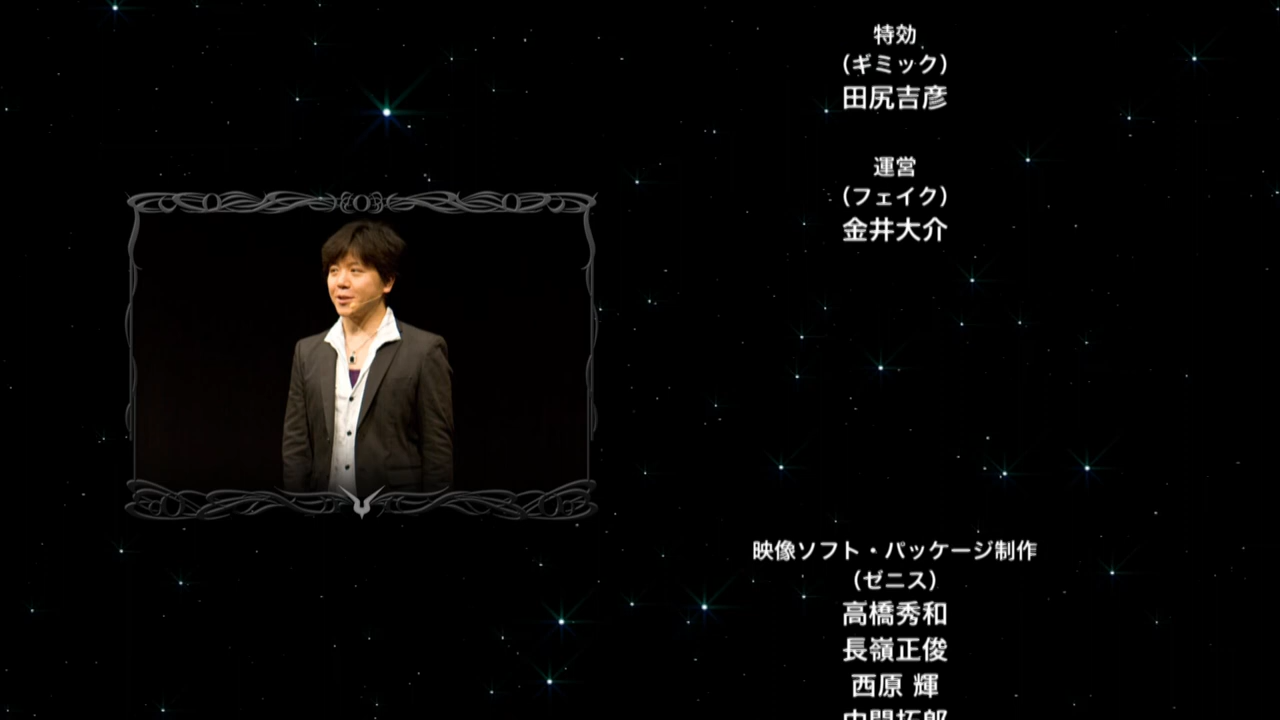 特効
(ギミック)
田尻吉彦
運営
(フェイク)
金井大介
映像ソフト・パッケージ制作
(ゼニス)
高橋秀和
長嶺正俊
西原 輝